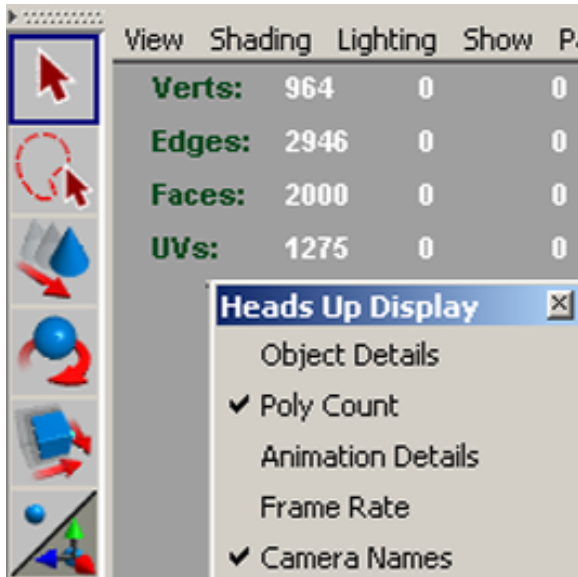 View Shading Lighting Show
Verts: 964 0 0
Edges: 2946 0 0
Faces: 2000 0 0
UVs: 1275 0 0
Heads Up Display
Object Details
Poly Count
Animation Details
Frame Rate
Camera Names